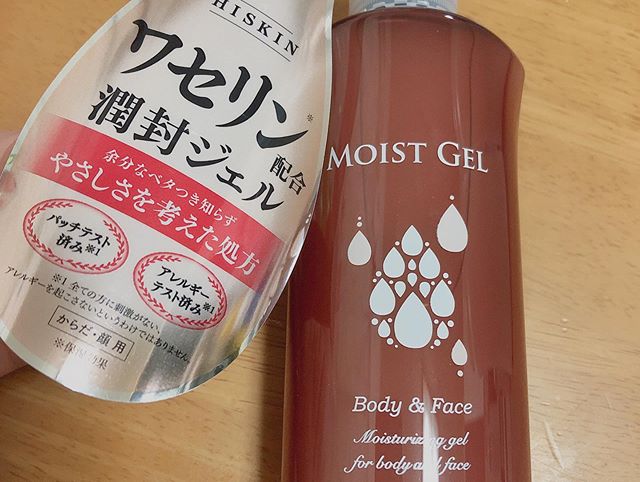 HISKIN
ワセリン※
配合
潤封ジェル
余分なベタつき知らず
やさしさを考えた処方
パッチテスト
済み※1
アレルギー
テスト済み※1
※1 全ての方に刺激がない、
アレルギーを起こさないというわけではありません。
からだ・顔用
MOIST GEL
Body & Face
Moisturizing gel
for body and face